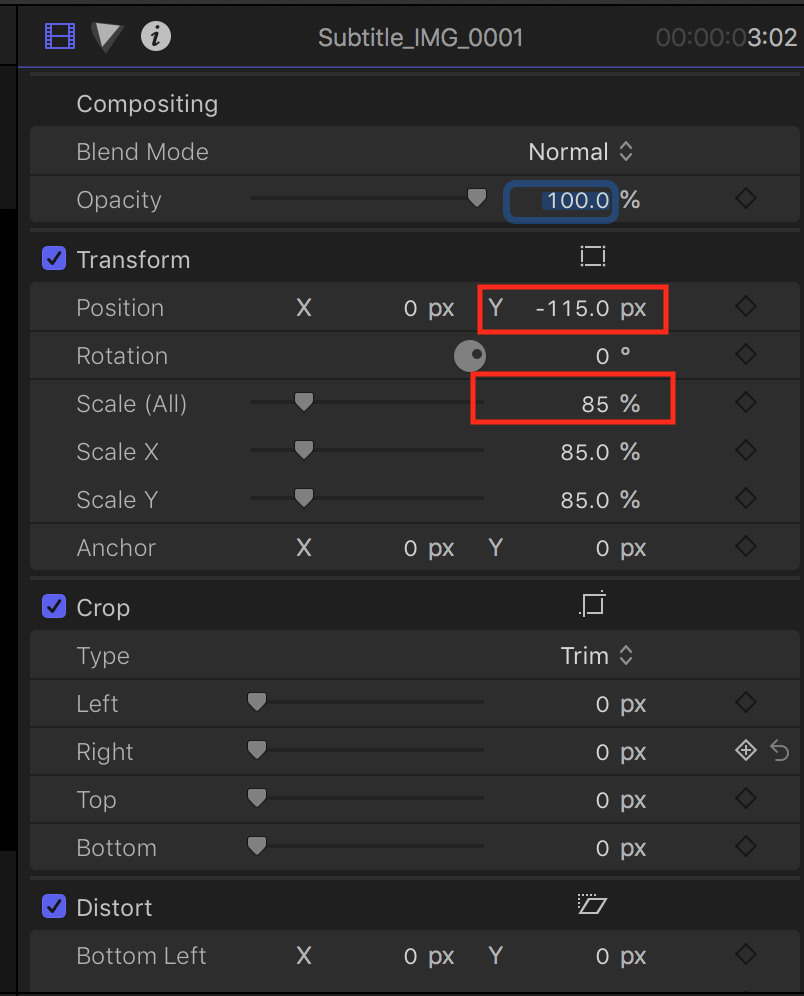 Subtitle_IMG_0001 00:00:03:02
Compositing
Blend Mode Normal
Opacity 100.0 %
Transform
Position X 0 px Y -115.0 px
Rotation 0 °
Scale (All) 85 %
Scale X 85.0 %
Scale Y 85.0 %
Anchor X 0 px Y 0 px
Crop
Type Trim
Left 0 px
Right 0 px
Top 0 px
Bottom 0 px
Distort
Bottom Left X 0 px Y 0 px